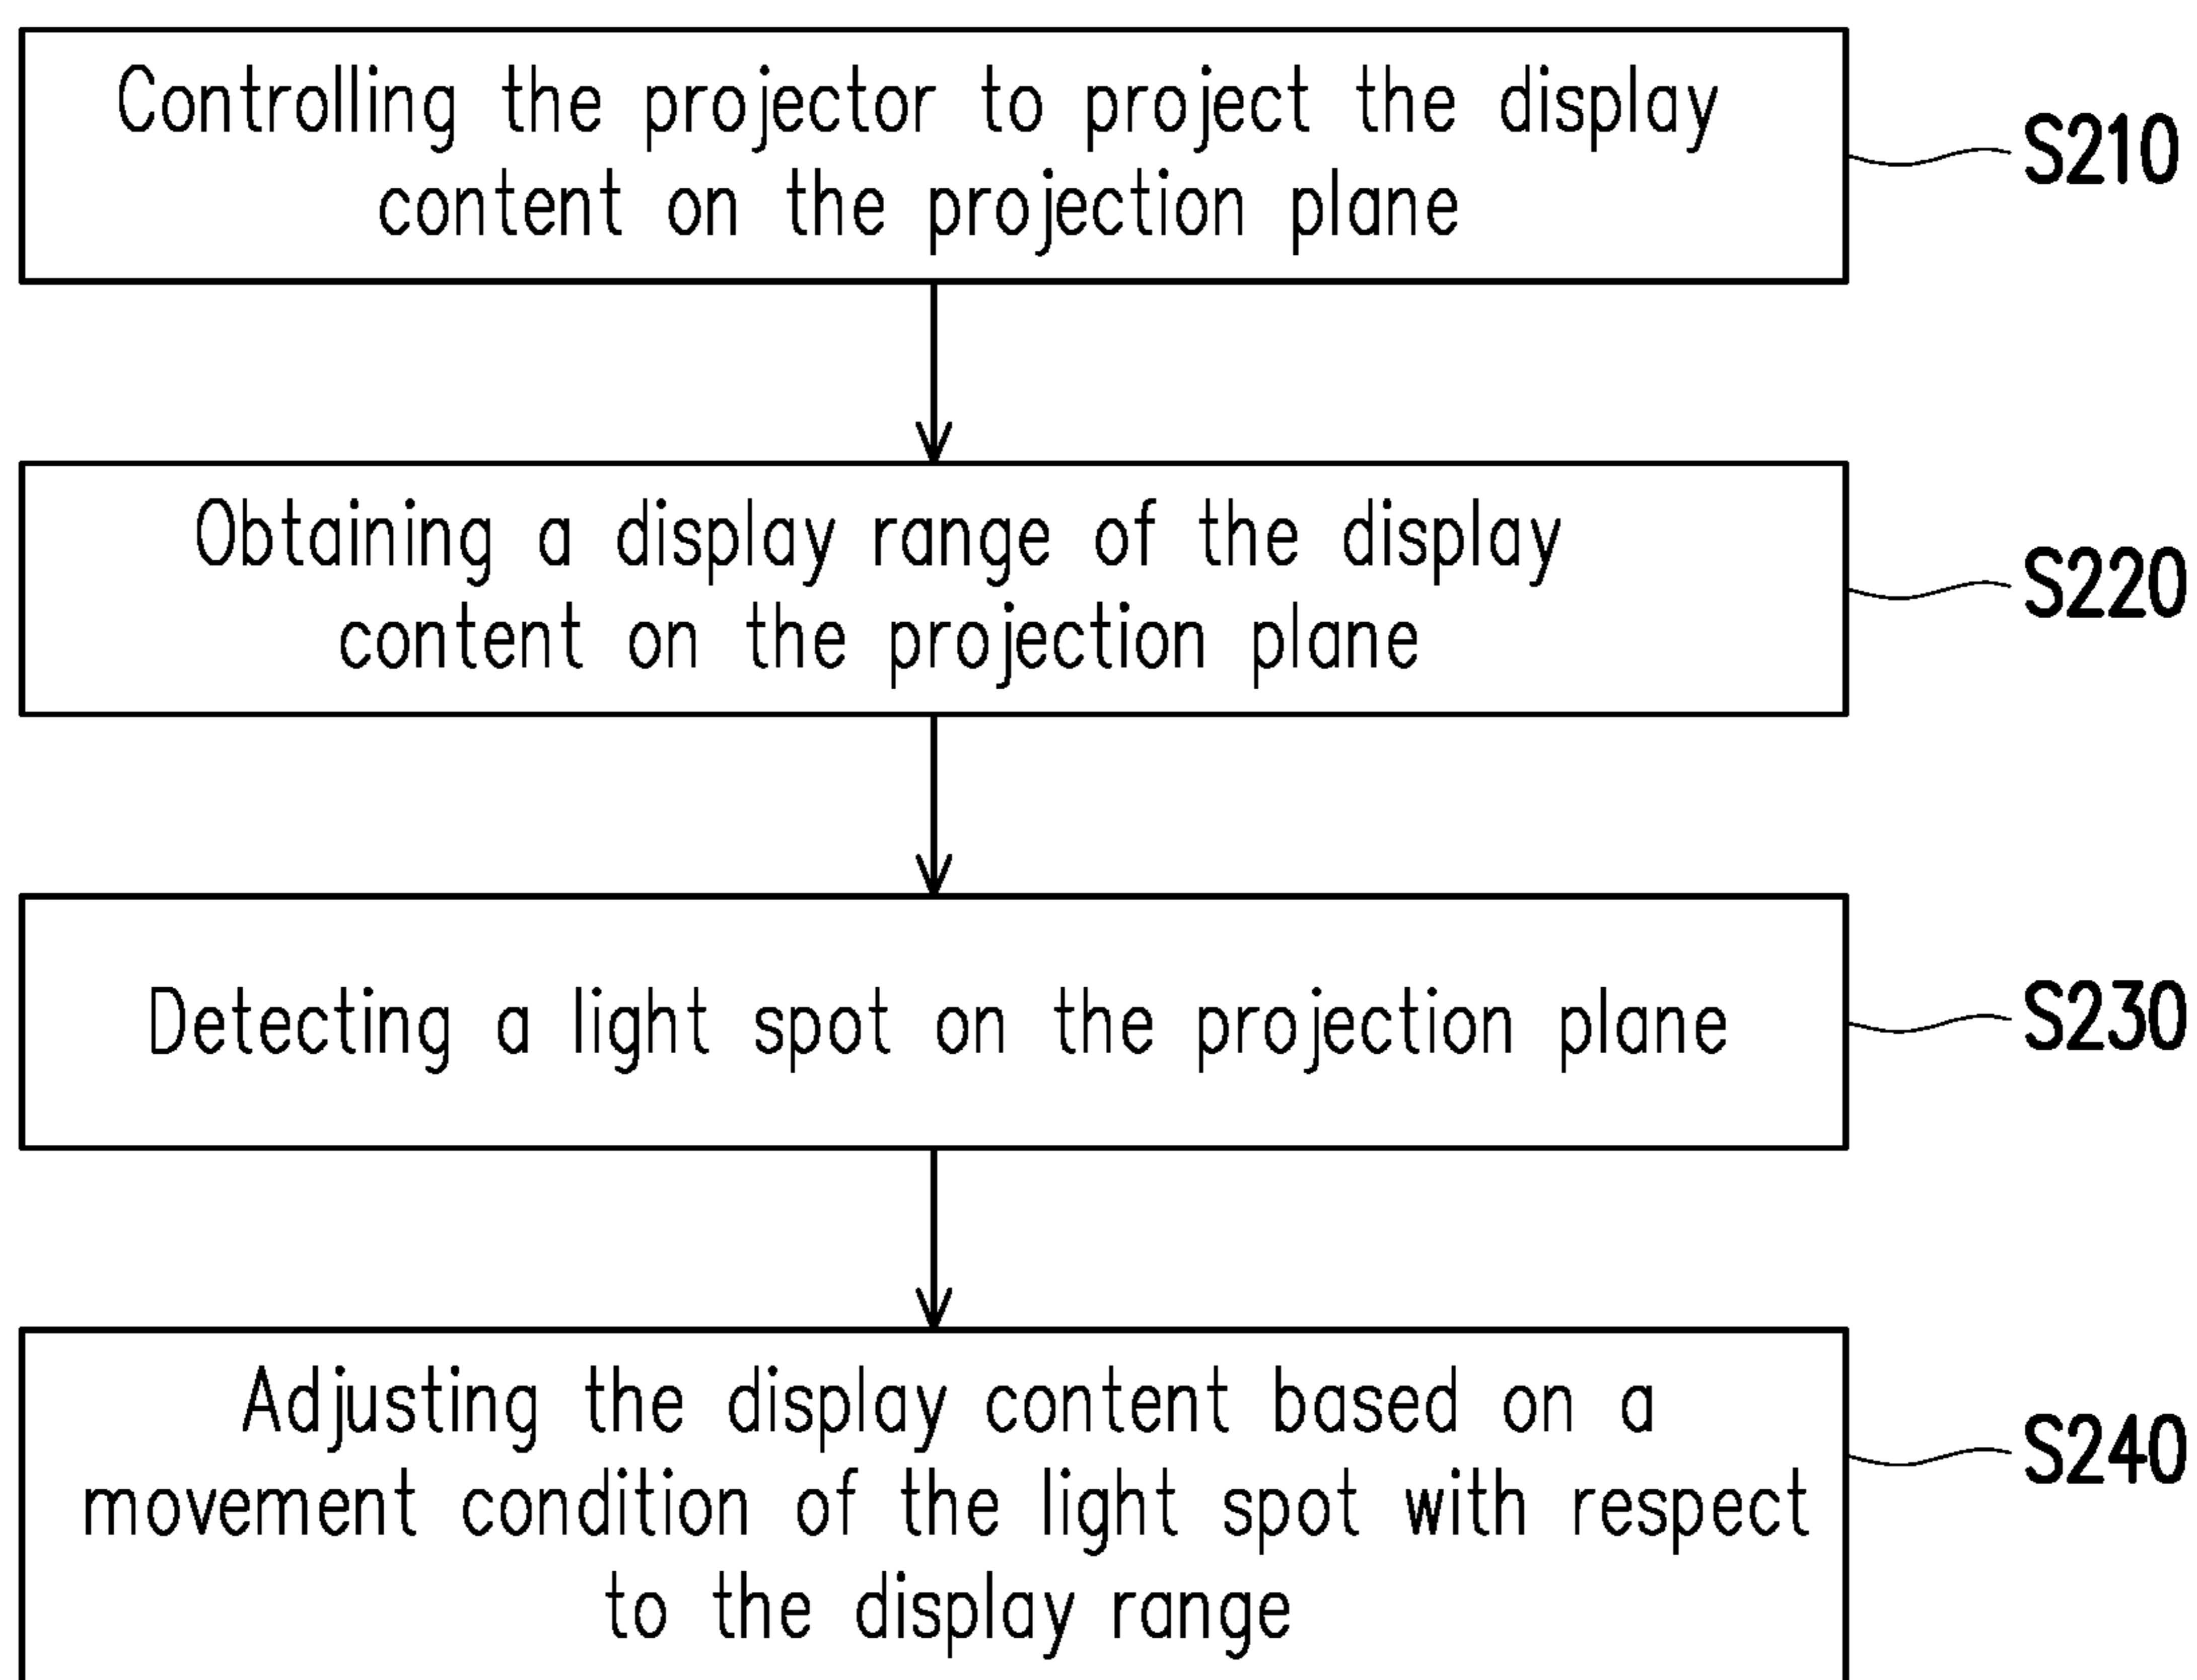 Controlling the projector to project the display
content on the projection plane
S210
Obtaining a display range of the display
content on the projection plane
S220
Detecting a light spot on the projection plane
S230
Adjusting the display content based on a
movement condition of the light spot with respect
to the display range
S240